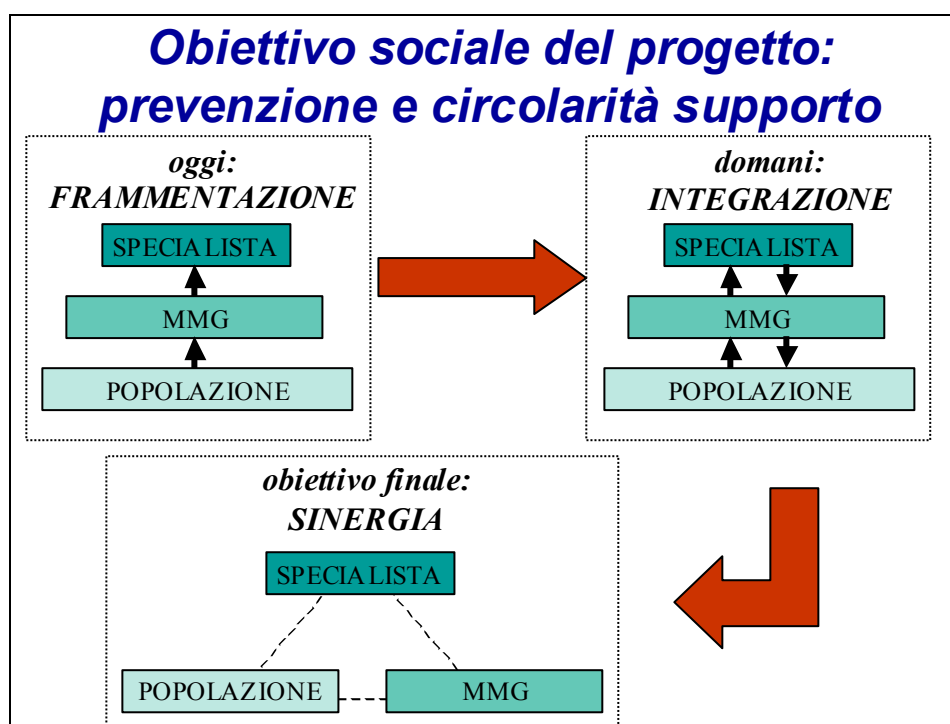 Obiettivo sociale del progetto:
prevenzione e circolarità supporto
oggi:
FRAMMENTAZIONE
SPECIALISTA
MMG
POPOLAZIONE
domani:
INTEGRAZIONE
SPECIALISTA
MMG
POPOLAZIONE
obiettivo finale:
SINERGIA
SPECIALISTA
POPOLAZIONE
MMG